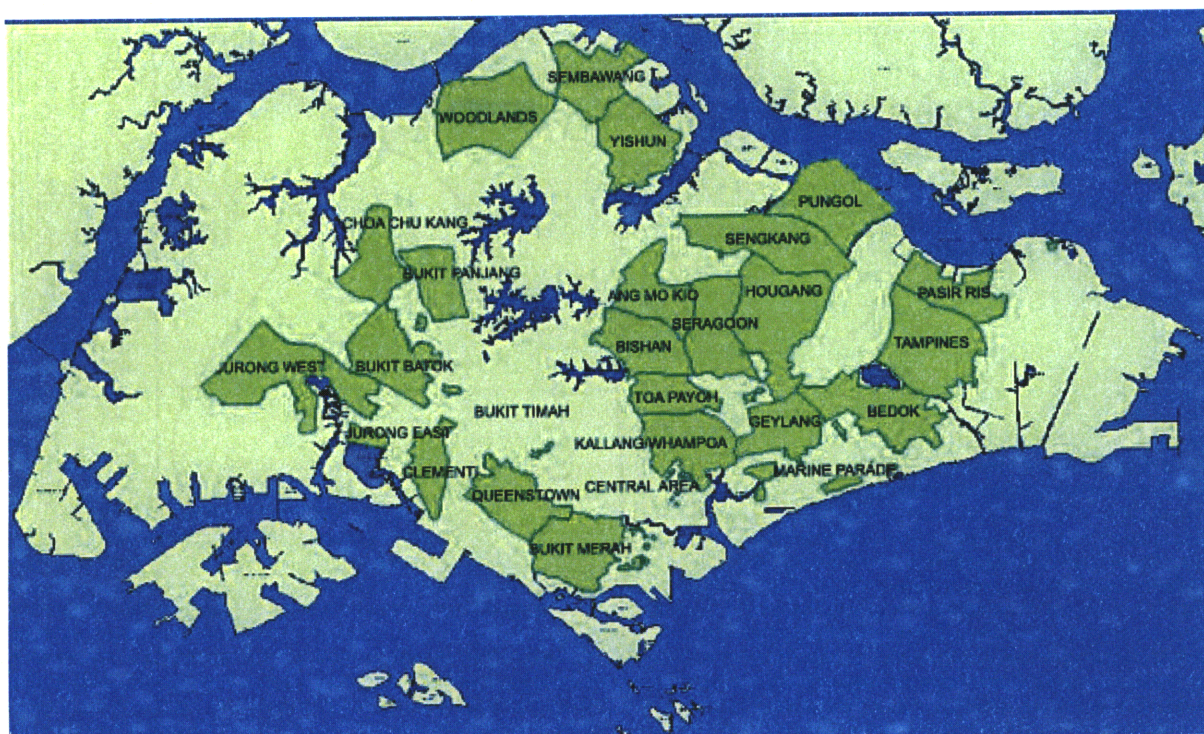 SEMBAWANG
WOODLANDS
YISHUN
PUNGOL
CHOA CHU KANG
SENGKANG
BUKIT PANJANG
ANG MO KIO
HOUGANG
PASIR RIS
SERAGOON
BISHAN
TAMPINES
JURONG WEST
BUKIT BATOK
TOA PAYOH
BUKIT TIMAH
BEDOK
GEYLANG
JURONG EAST
KALLANG/WHAMPOA
CLEMENTI
MARINE PARADE
QUEENSTOWN
CENTRAL AREA
BUKIT MERAH